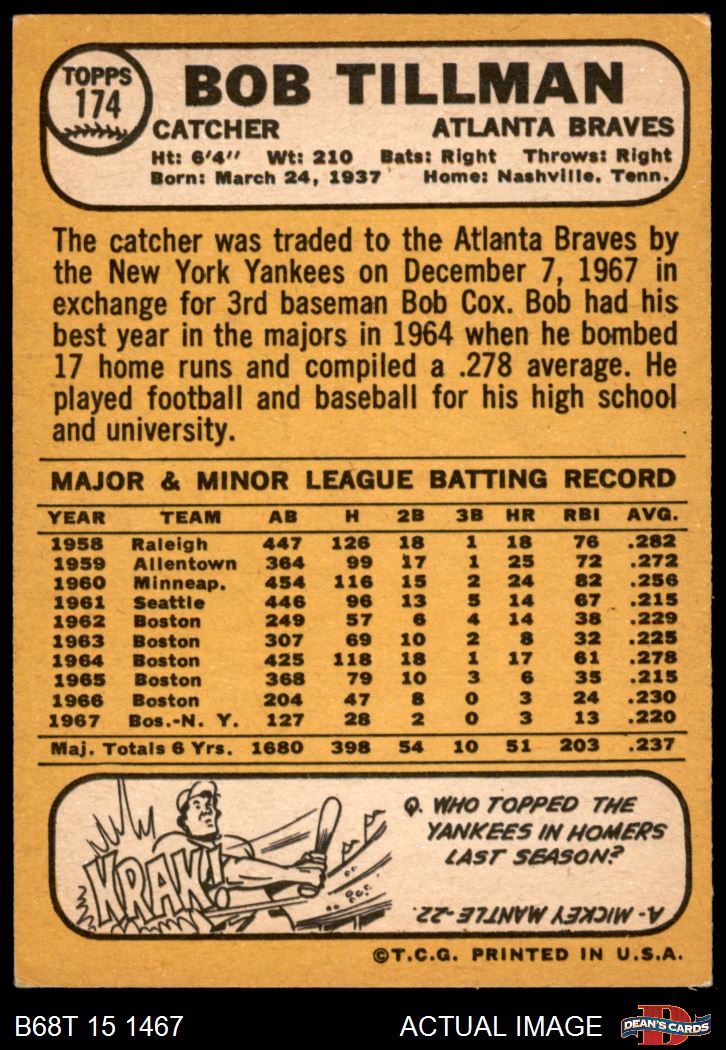 TOPPS
174
BOB TILLMAN
CATCHER ATLANTA BRAVES
Ht: 6'4" Wt: 210 Bats: Right Throws: Right
Born: March 24, 1937 Home: Nashville, Tenn.
The catcher was traded to the Atlanta Braves by
the New York Yankees on December 7, 1967 in
exchange for 3rd baseman Bob Cox. Bob had his
best year in the majors in 1964 when he bombed
17 home runs and compiled a .278 average. He
played football and baseball for his high school
and university.
MAJOR & MINOR LEAGUE BATTING RECORD
YEAR TEAM AB H 2B 3B HR RBI AVG.
1958 Raleigh 447 126 18 1 18 76 .282
1959 Allentown 364 99 17 1 25 72 .272
1960 Minneap. 454 116 15 2 24 82 .256
1961 Seattle 446 96 13 5 14 67 .215
1962 Boston 249 57 6 4 14 38 .229
1963 Boston 307 69 10 2 8 32 .225
1964 Boston 425 118 18 1 17 61 .278
1965 Boston 368 79 10 3 6 35 .215
1966 Boston 204 47 8 0 3 24 .230
1967 Bos.-N. Y. 127 28 2 0 3 13 .220
Maj. Totals 6 Yrs. 1680 398 54 10 51 203 .237
KRAK!
Q. WHO TOPPED THE
YANKEES IN HOMERS
LAST SEASON?
A- MICKEY MANTLE-22.
©T.C.G. PRINTED IN U.S.A.
B68T 15 1467 ACTUAL IMAGE
D
DEAN'S CARDS